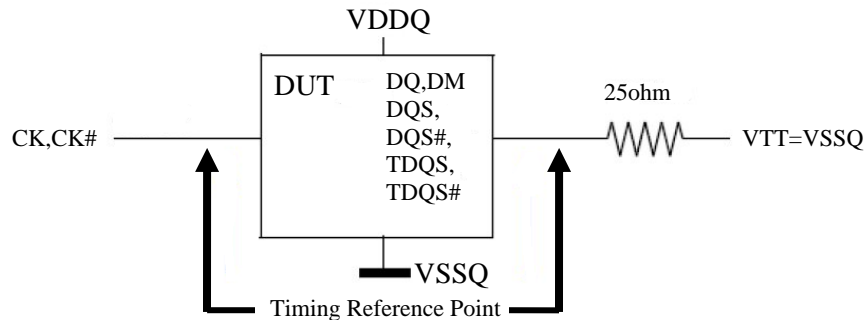 VDDQ
DUT
DQ,DM
DQS,
DQS#,
TDQS,
TDQS#
25ohm
CK,CK#
VTT=VSSQ
VSSQ
Timing Reference Point